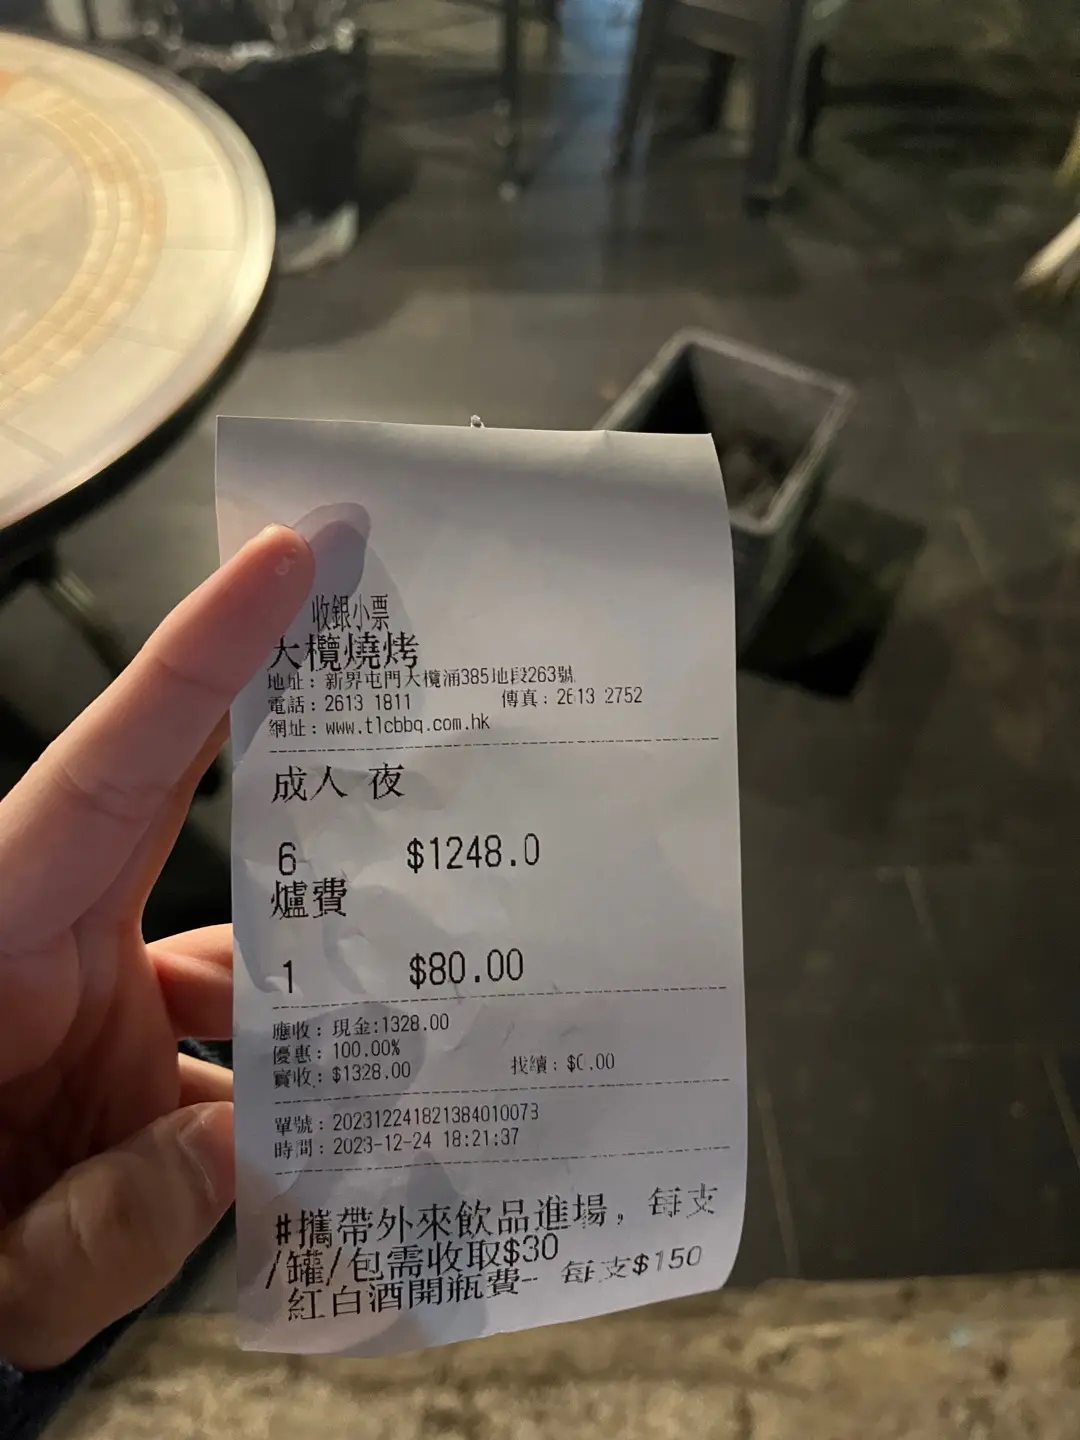 收銀小票
大欖燒烤
地址：新界屯門大欖涌385地段263號
電話：2613 1811 傳真：2613 2752
網址：www.tlcbbq.com.hk
成人 夜
6 $1248.0
爐費
1 $80.00
應收：現金:1328.00
優惠：100.00%
實收：$1328.00 找續：$0.00
單號：202312241821384010073
時間：2023-12-24 18:21:37
#攜帶外來飲品進場，每支
/罐/包需收取$30
紅白酒開瓶費- 每支$150